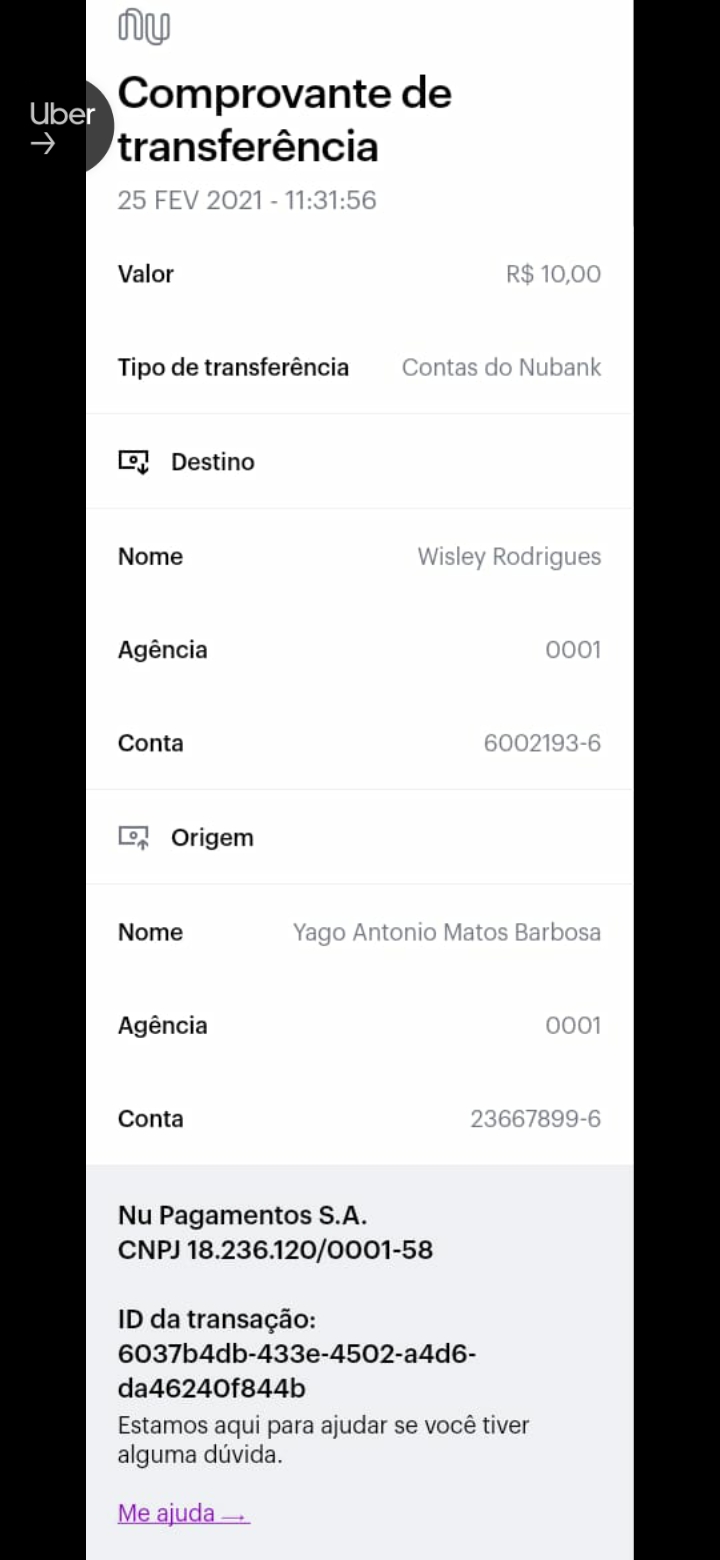 nu
Comprovante de
transferência
Uber
→
25 FEV 2021 - 11:31:56
Valor R$ 10,00
Tipo de transferência Contas do Nubank
Destino
Nome Wisley Rodrigues
Agência 0001
Conta 6002193-6
Origem
Nome Yago Antonio Matos Barbosa
Agência 0001
Conta 23667899-6
Nu Pagamentos S.A.
CNPJ 18.236.120/0001-58
ID da transação:
6037b4db-433e-4502-a4d6-
da46240f844b
Estamos aqui para ajudar se você tiver
alguma dúvida.
Me ajuda →